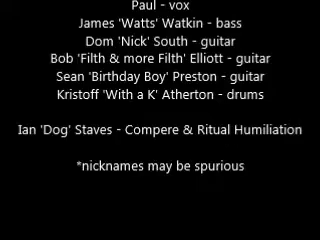 Paul - vox
James 'Watts' Watkin - bass
Dom 'Nick' South - guitar
Bob 'Filth & more Filth' Elliott - guitar
Sean 'Birthday Boy' Preston - guitar
Kristoff 'With a K' Atherton - drums
Ian 'Dog' Staves - Compere & Ritual Humiliation
*nicknames may be spurious